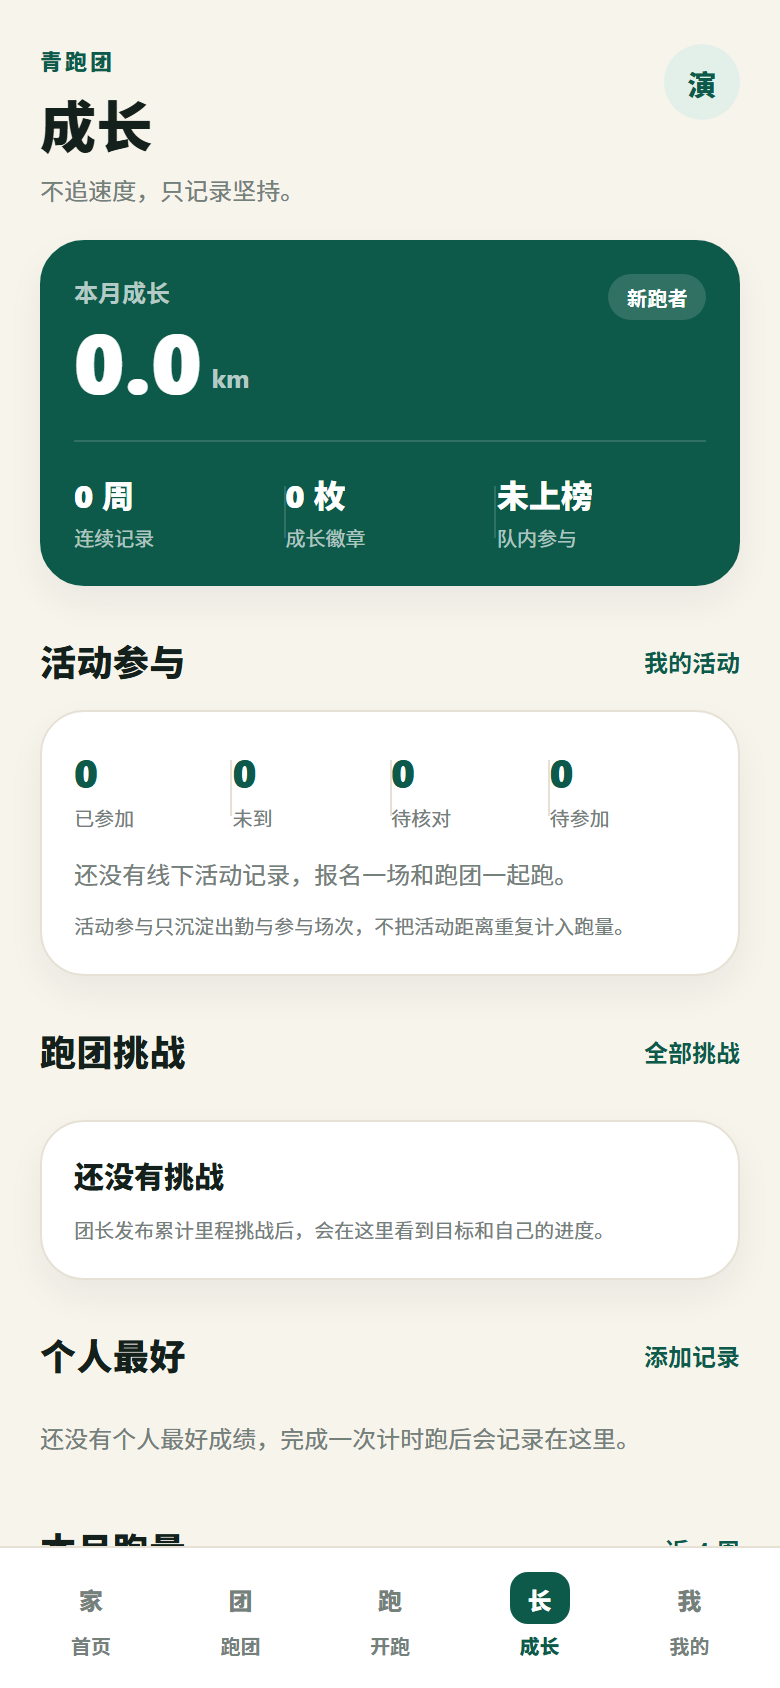 青跑团
演
成长
不追速度，只记录坚持。
本月成长
新跑者
0.0 km
0 周
0 枚
未上榜
连续记录
成长徽章
队内参与
活动参与
我的活动
0
0
0
0
已参加
未到
待核对
待参加
还没有线下活动记录，报名一场和跑团一起跑。
活动参与只沉淀出勤与参与场次，不把活动距离重复计入跑量。
跑团挑战
全部挑战
还没有挑战
团长发布累计里程挑战后，会在这里看到目标和自己的进度。
个人最好
添加记录
还没有个人最好成绩，完成一次计时跑后会记录在这里。
本月跑量
近 4 周
家
团
跑
长
我
首页
跑团
开跑
成长
我的